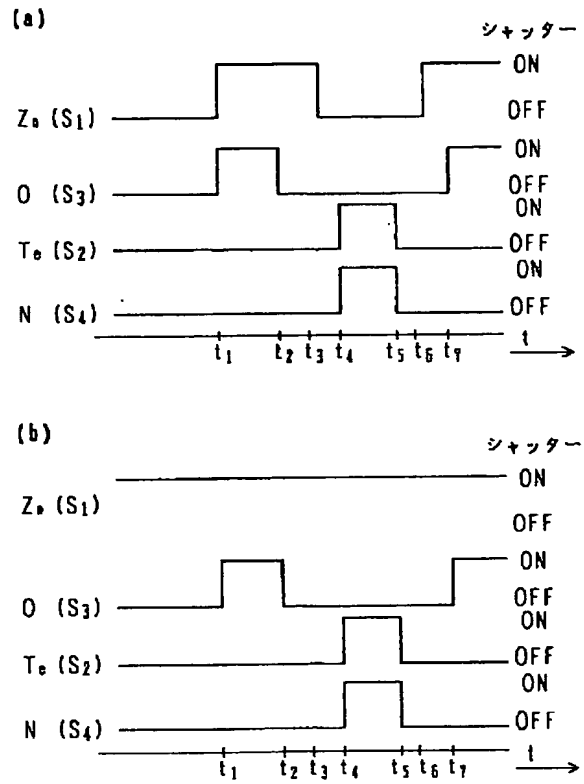 (a)
シャッター
ON
Zn (S1)
OFF
ON
O (S3)
OFF
ON
Te (S2)
OFF
ON
N (S4)
OFF
t1 t2 t3 t4 t5 t6 t7
t
(b)
シャッター
ON
Zn (S1)
OFF
ON
O (S3)
OFF
ON
Te (S2)
OFF
ON
N (S4)
OFF
t1 t2 t3 t4 t5 t6 t7
t